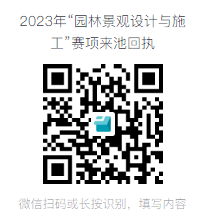 2023年“园林景观设计与施
工”赛项来池回执
微信扫码或长按识别，填写内容